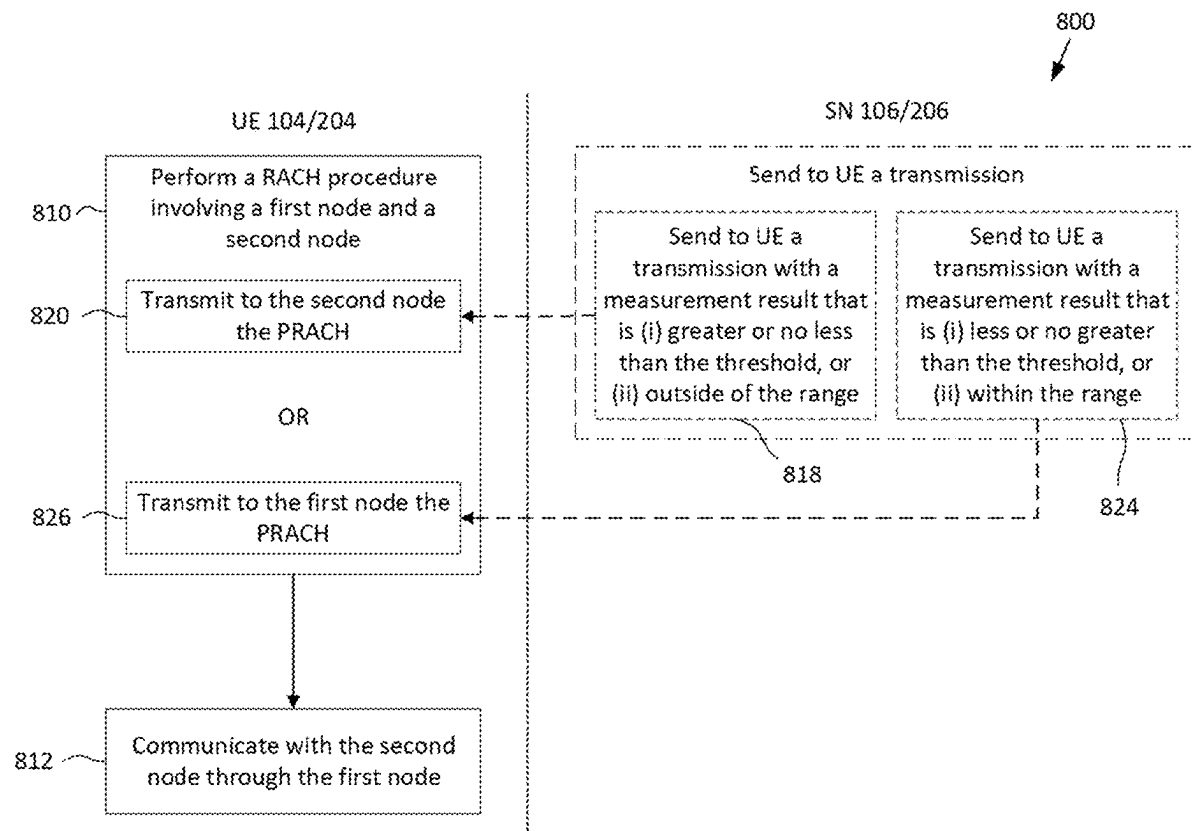 800
UE 104/204
SN 106/206
810
Perform a RACH procedure
involving a first node and a
second node
820
Transmit to the second node
the PRACH
OR
826
Transmit to the first node the
PRACH
Send to UE a transmission
Send to UE a
transmission with a
measurement result that
is (i) greater or no less
than the threshold, or
(ii) outside of the range
818
Send to UE a
transmission with a
measurement result that
is (i) less or no greater
than the threshold, or
(ii) within the range
824
812
Communicate with the second
node through the first node